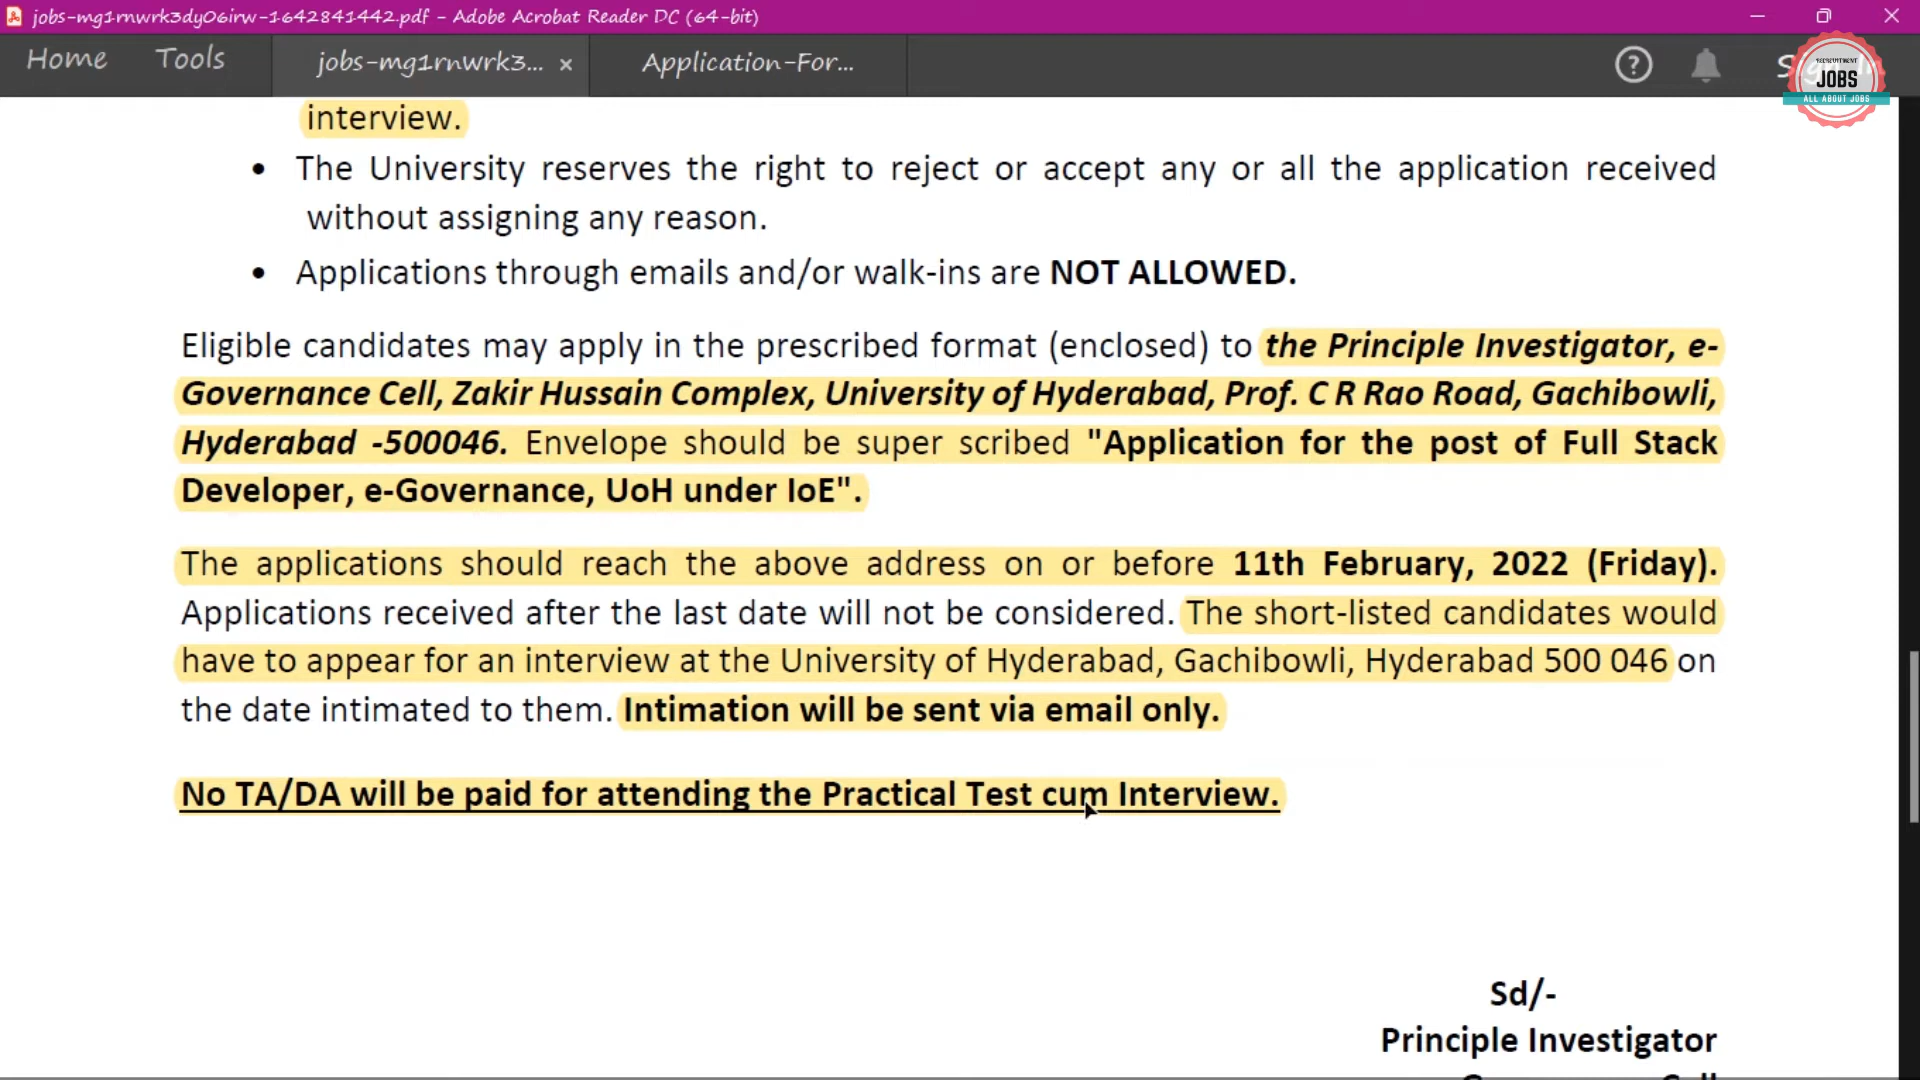 jobs-mg1rnwrk3dy06irw-1642841442.pdf - Adobe Acrobat Reader DC (64-bit)
Home Tools jobs-mg1rnwrk3... × Application-For...
RECRUITMENT
JOBS
ALL ABOUT JOBS
interview.
• The University reserves the right to reject or accept any or all the application received
without assigning any reason.
• Applications through emails and/or walk-ins are NOT ALLOWED.
Eligible candidates may apply in the prescribed format (enclosed) to the Principle Investigator, e-
Governance Cell, Zakir Hussain Complex, University of Hyderabad, Prof. C R Rao Road, Gachibowli,
Hyderabad -500046. Envelope should be super scribed "Application for the post of Full Stack
Developer, e-Governance, UoH under IoE".
The applications should reach the above address on or before 11th February, 2022 (Friday).
Applications received after the last date will not be considered. The short-listed candidates would
have to appear for an interview at the University of Hyderabad, Gachibowli, Hyderabad 500 046 on
the date intimated to them. Intimation will be sent via email only.
No TA/DA will be paid for attending the Practical Test cum Interview.
Sd/-
Principle Investigator